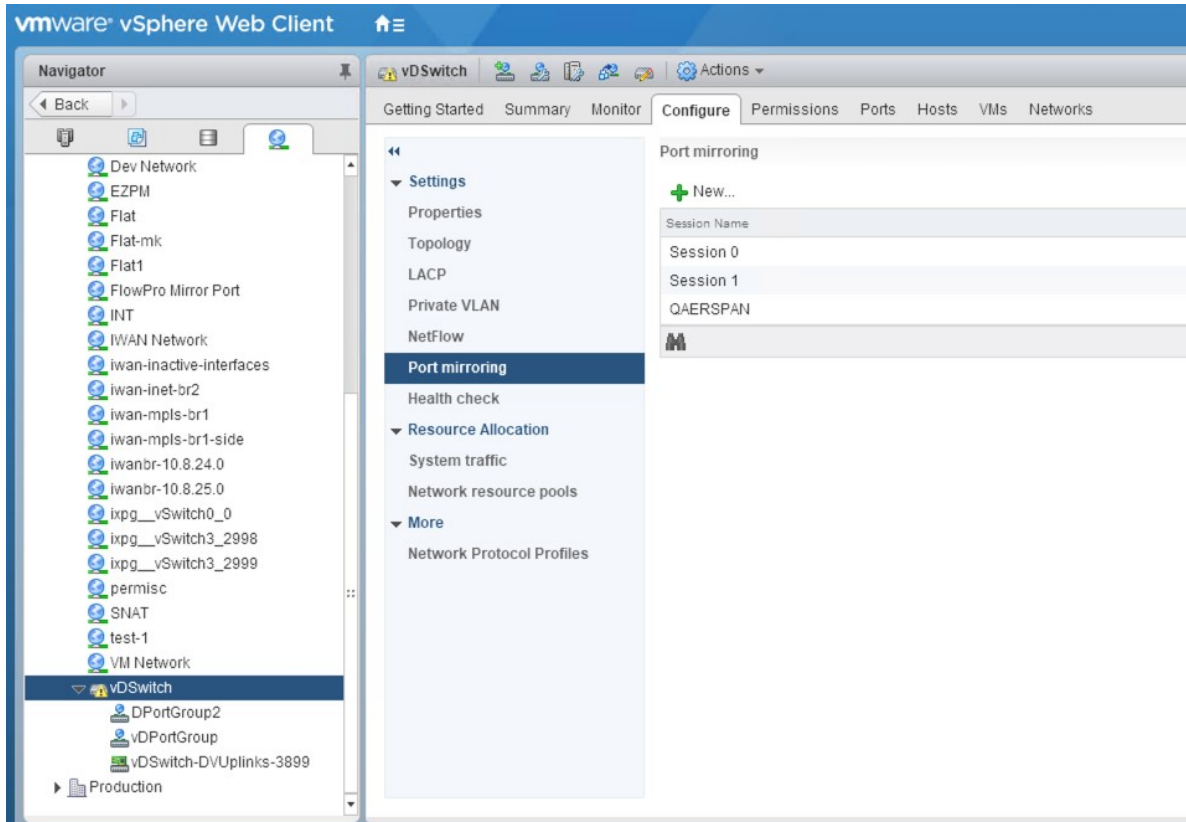 vmware® vSphere Web Client
Navigator
Back
Dev Network
EZPM
Flat
Flat-mk
Flat1
FlowPro Mirror Port
INT
IWAN Network
iwan-inactive-interfaces
iwan-inet-br2
iwan-mpls-br1
iwan-mpls-br1-side
iwanbr-10.8.24.0
iwanbr-10.8.25.0
ixpg__vSwitch0_0
ixpg__vSwitch3_2998
ixpg__vSwitch3_2999
permisc
SNAT
test-1
VM Network
vDSwitch
DPortGroup2
vDPortGroup
vDSwitch-DVUplinks-3899
Production
vDSwitch Actions
Getting Started Summary Monitor Configure Permissions Ports Hosts VMs Networks
Settings
Properties
Topology
LACP
Private VLAN
NetFlow
Port mirroring
Health check
Resource Allocation
System traffic
Network resource pools
More
Network Protocol Profiles
Port mirroring
New...
Session Name
Session 0
Session 1
QAERSPAN